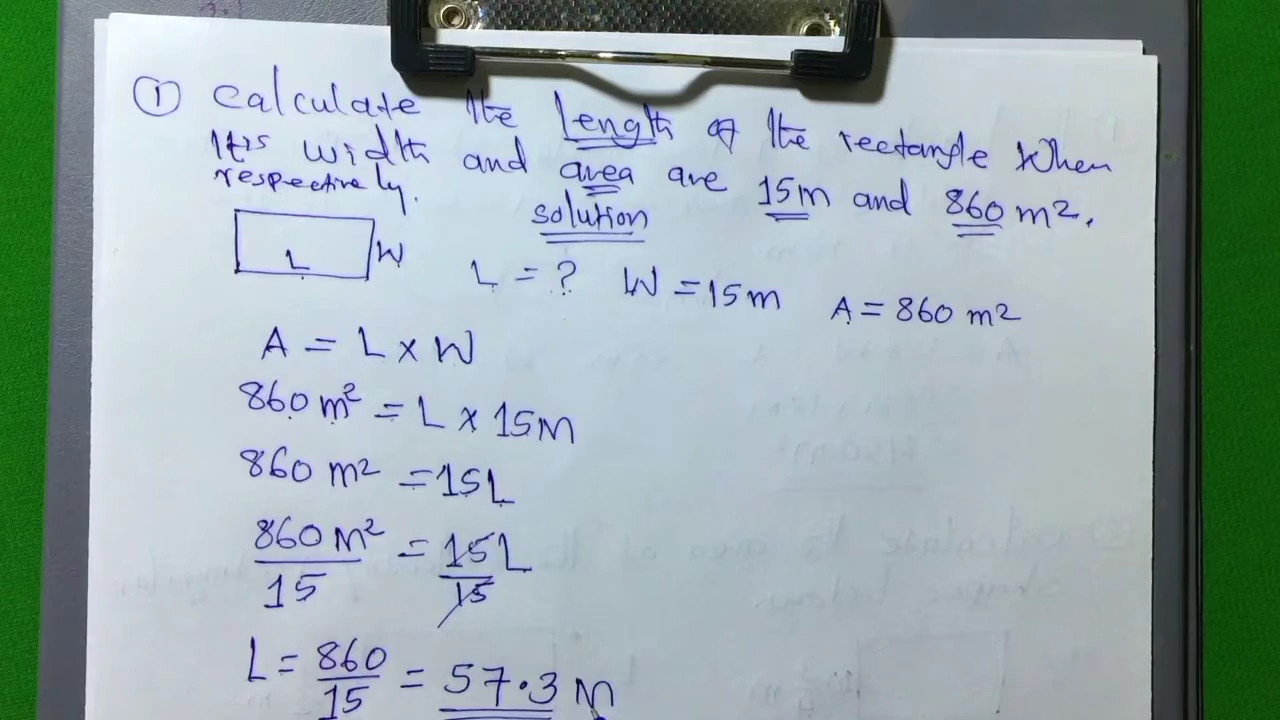 ① Calculate the length of the rectangle when
its width and area are 15m and 860 m².
respectively.
solution
L W
L = ? W = 15m A = 860 m²
A = L x W
860 m² = L x 15m
860 m² = 15L
860 m² / 15 = 15L / 15
L = 860 / 15 = 57.3 m